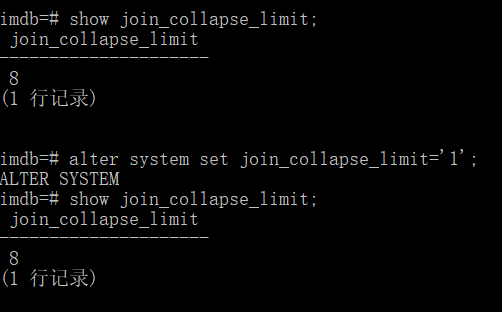 imdb=# show join_collapse_limit;
 join_collapse_limit
---------------------
 8
(1 行记录)
imdb=# alter system set join_collapse_limit='1';
ALTER SYSTEM
imdb=# show join_collapse_limit;
 join_collapse_limit
---------------------
 8
(1 行记录)